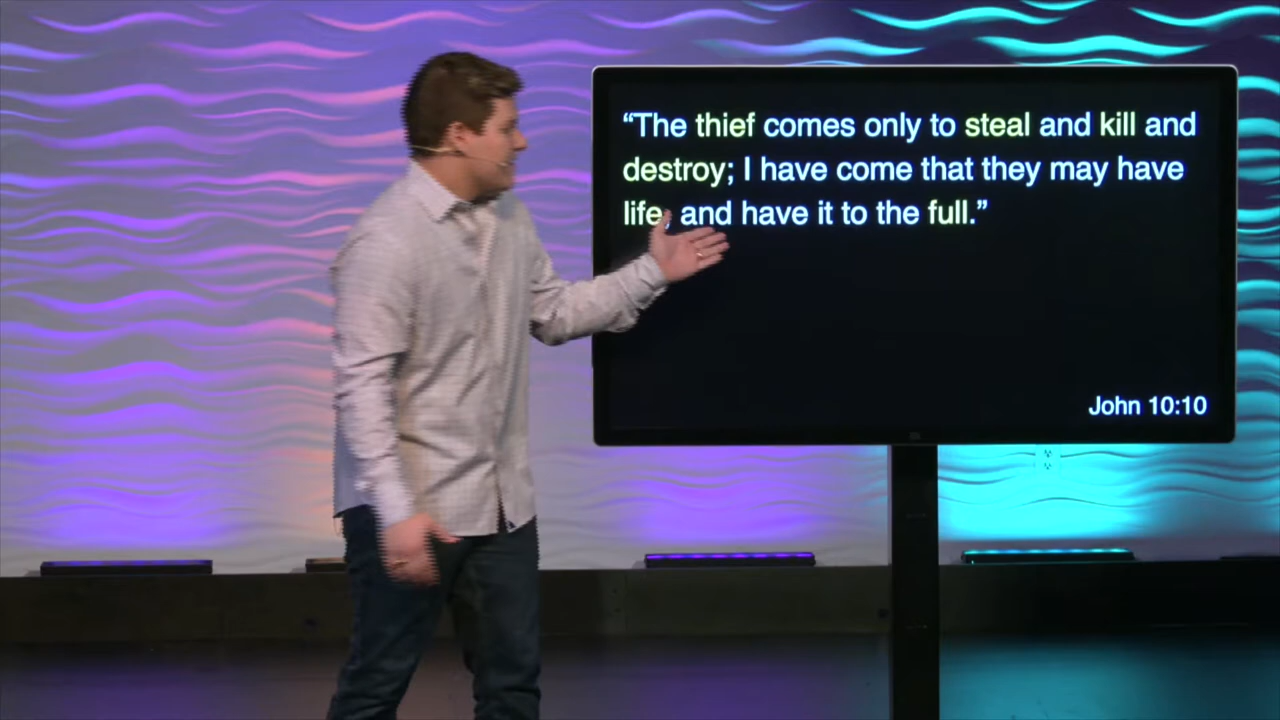 “The thief comes only to steal and kill and
destroy; I have come that they may have
life, and have it to the full.”
John 10:10